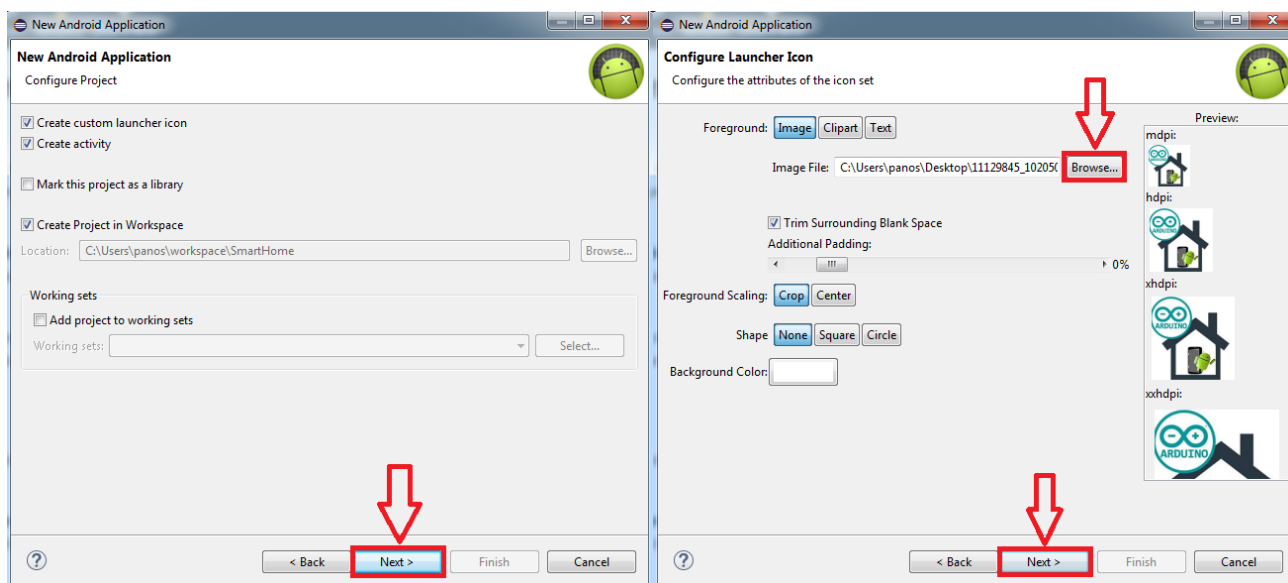 New Android Application
New Android Application
Configure Project
Create custom launcher icon
Create activity
Mark this project as a library
Create Project in Workspace
Location: C:\Users\panos\workspace\SmartHome Browse...
Working sets
Add project to working sets
Working sets: Select...
< Back Next > Finish Cancel
New Android Application
Configure Launcher Icon
Configure the attributes of the icon set
Foreground: Image Clipart Text
Image File: C:\Users\panos\Desktop\11129845_10205( Browse...
Trim Surrounding Blank Space
Additional Padding:
0%
Foreground Scaling: Crop Center
Shape None Square Circle
Background Color:
Preview:
mdpi:
hdpi:
ARDUINO
xhdpi:
ARDUINO
xxhdpi:
ARDUINO
< Back Next > Finish Cancel